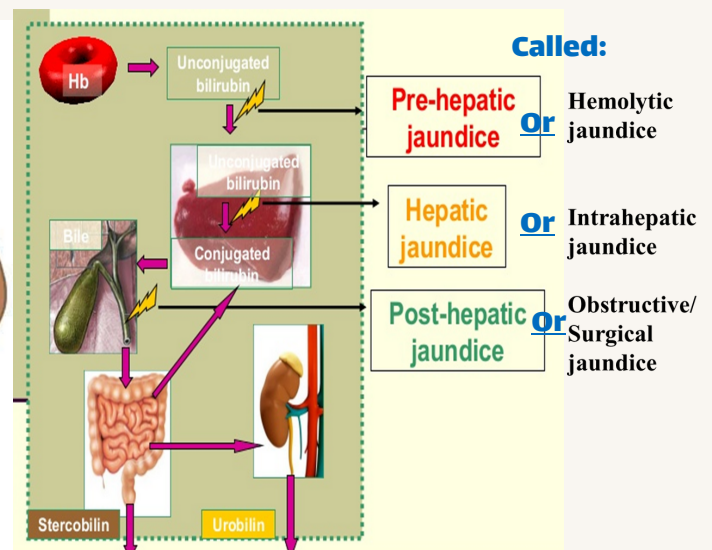 Called:
Hb
Unconjugated
bilirubin
Pre-hepatic
jaundice
Or
Hemolytic
jaundice
Unconjugated
bilirubin
Hepatic
jaundice
Or
Intrahepatic
jaundice
Bile
Conjugated
bilirubin
Post-hepatic
jaundice
Or
Obstructive/
Surgical
jaundice
Stercobilin
Urobilin